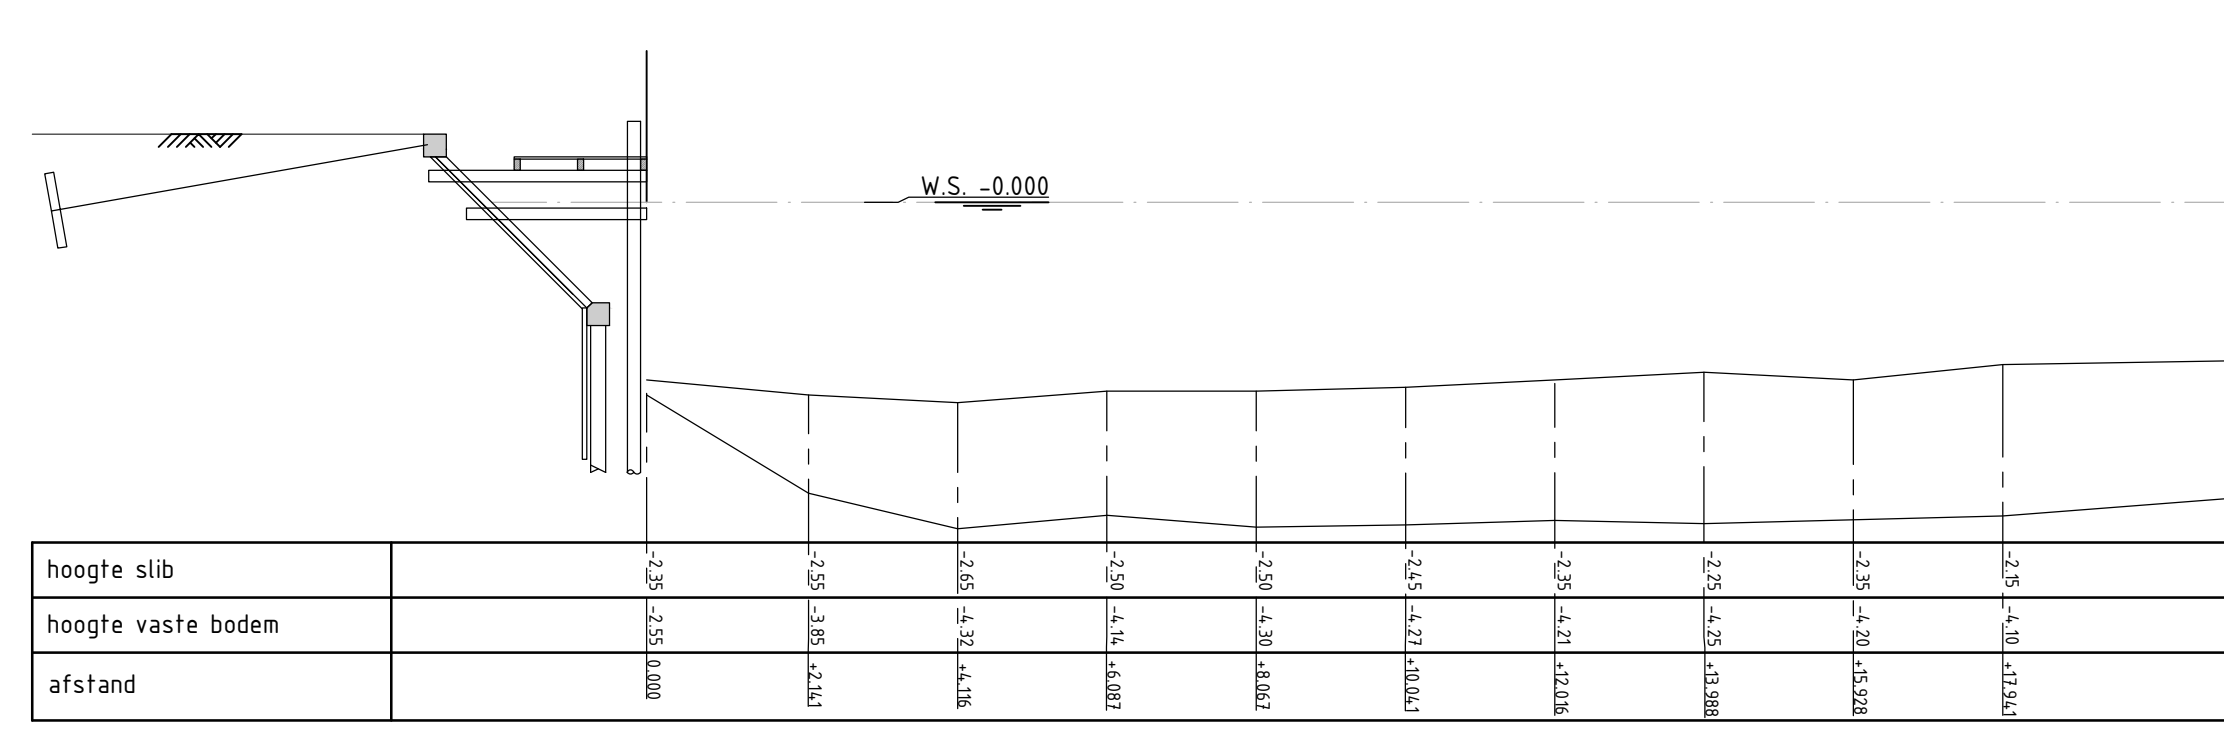 W.S. -0.000
hoogte slib -2.35 -2.55 -2.65 -2.50 -2.50 -2.45 -2.35 -2.25 -2.35 -2.15
hoogte vaste bodem -2.55 -3.85 -4.32 -4.14 -4.30 -4.27 -4.21 -4.25 -4.20 -4.10
afstand 0.000 +2.141 +4.116 +6.087 +8.067 +10.041 +12.016 +13.988 +15.928 +17.941